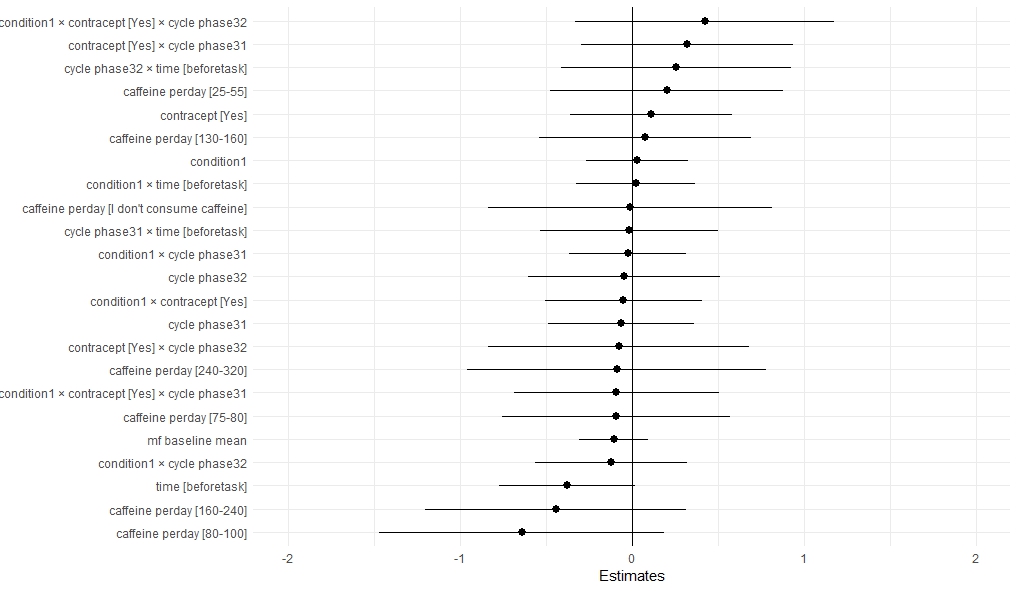 condition1 × contracept [Yes] × cycle phase32
contracept [Yes] × cycle phase31
cycle phase32 × time [beforetask]
caffeine perday [25-55]
contracept [Yes]
caffeine perday [130-160]
condition1
condition1 × time [beforetask]
caffeine perday [I don't consume caffeine]
cycle phase31 × time [beforetask]
condition1 × cycle phase31
cycle phase32
condition1 × contracept [Yes]
cycle phase31
contracept [Yes] × cycle phase32
caffeine perday [240-320]
condition1 × contracept [Yes] × cycle phase31
caffeine perday [75-80]
mf baseline mean
condition1 × cycle phase32
time [beforetask]
caffeine perday [160-240]
caffeine perday [80-100]
-2 -1 0 1 2
Estimates